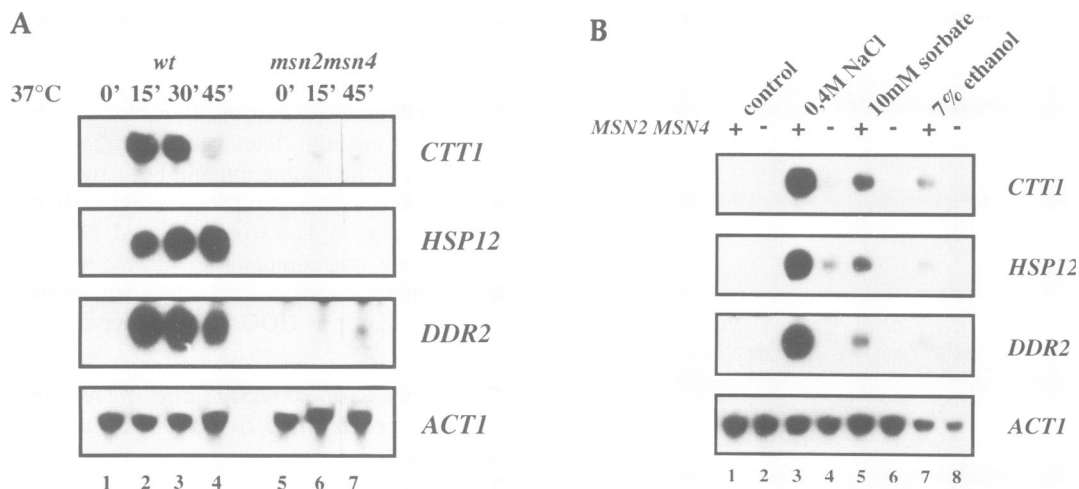 A
wt msn2msn4
37°C 0' 15' 30' 45' 0' 15' 45'
CTT1
HSP12
DDR2
ACT1
1 2 3 4 5 6 7
B
control 0,4M NaCl 10mM sorbate 7% ethanol
MSN2 MSN4 + - + - + - + -
CTT1
HSP12
DDR2
ACT1
1 2 3 4 5 6 7 8